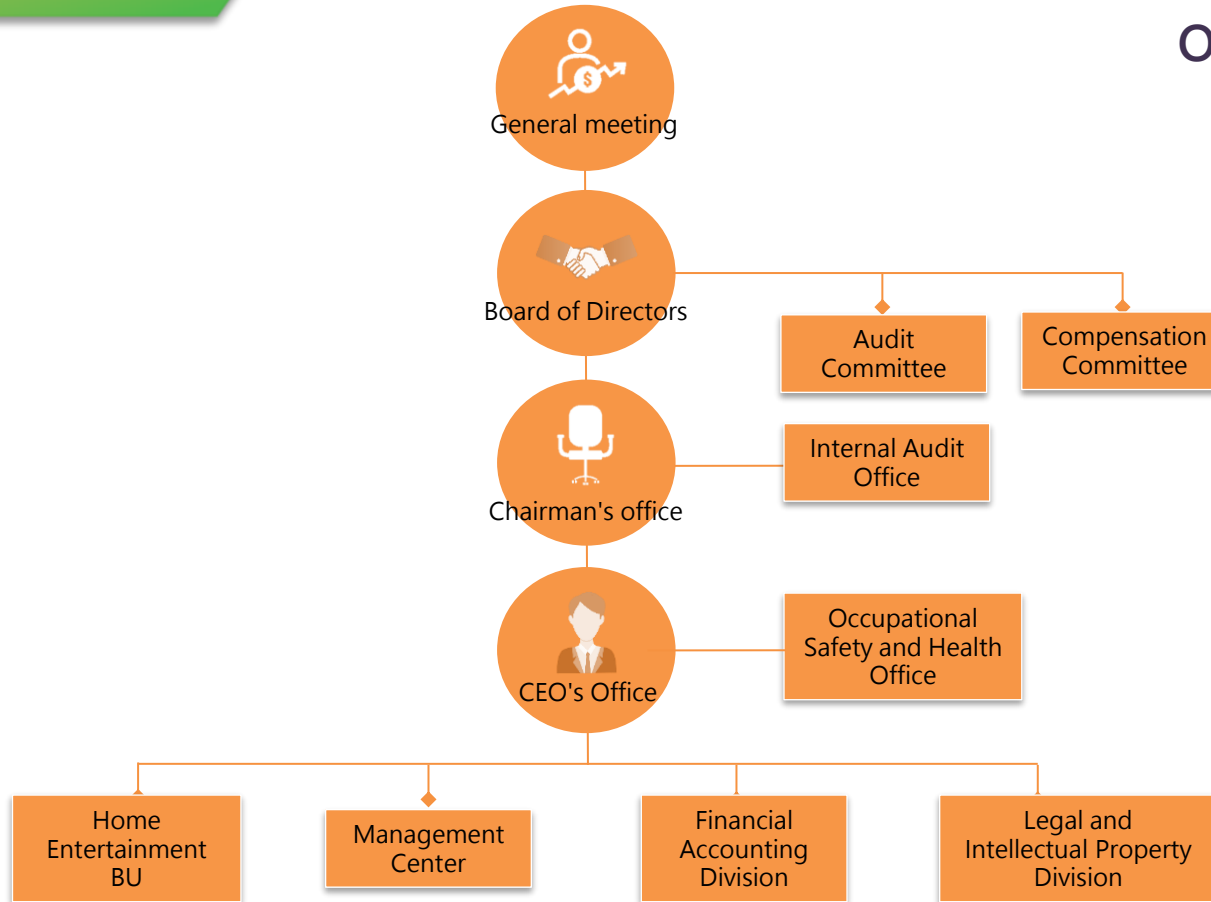 O
General meeting
Board of Directors
Audit
Committee
Compensation
Committee
Internal Audit
Office
Chairman's office
Occupational
Safety and Health
Office
CEO's Office
Home
Entertainment
BU
Management
Center
Financial
Accounting
Division
Legal and
Intellectual Property
Division